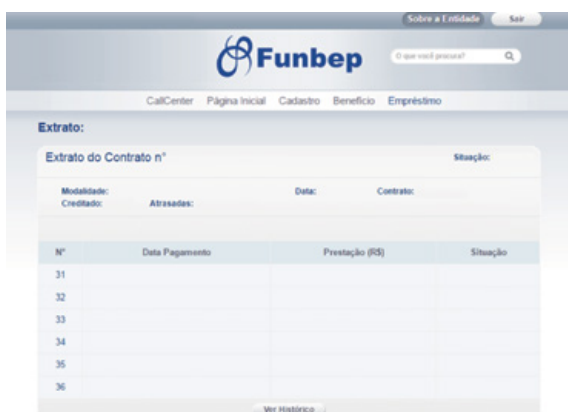 Sobre a Entidade Sair
Funbep O que você procura?
CallCenter Página Inicial Cadastro Benefício Empréstimo
Extrato:
Extrato do Contrato n° Situação:
Modalidade: Data: Contrato:
Creditado: Atrasadas:
N° Data Pagamento Prestação (R$) Situação
31
32
33
34
35
36
Ver Histórico